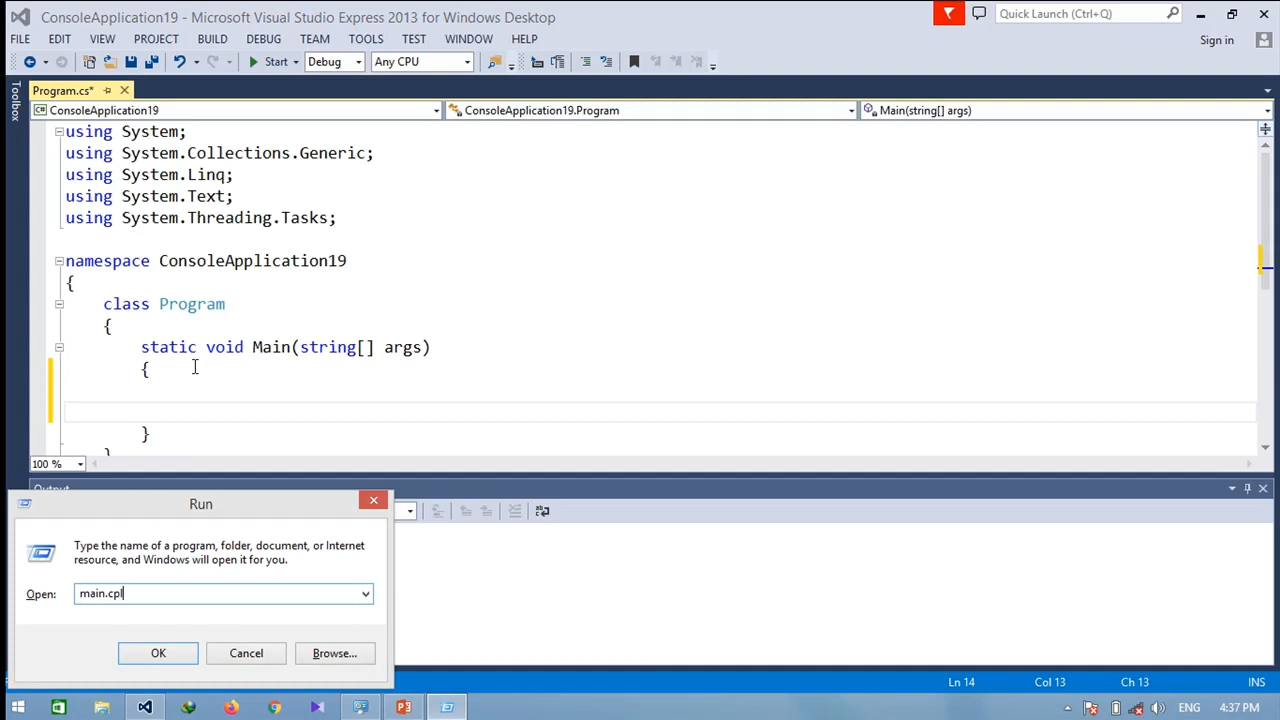 ConsoleApplication19 - Microsoft Visual Studio Express 2013 for Windows Desktop
Quick Launch (Ctrl+Q)
FILE EDIT VIEW PROJECT BUILD DEBUG TEAM TOOLS TEST WINDOW HELP
Sign in
Start Debug Any CPU
Toolbox
Program.cs*
ConsoleApplication19 ConsoleApplication19.Program Main(string[] args)
using System;
using System.Collections.Generic;
using System.Linq;
using System.Text;
using System.Threading.Tasks;
namespace ConsoleApplication19
{
class Program
{
static void Main(string[] args)
{
}
}
100 %
Output
Run
Type the name of a program, folder, document, or Internet
resource, and Windows will open it for you.
Open: main.cpl
OK Cancel Browse...
Ln 14 Col 13 Ch 13 INS
ENG 4:37 PM